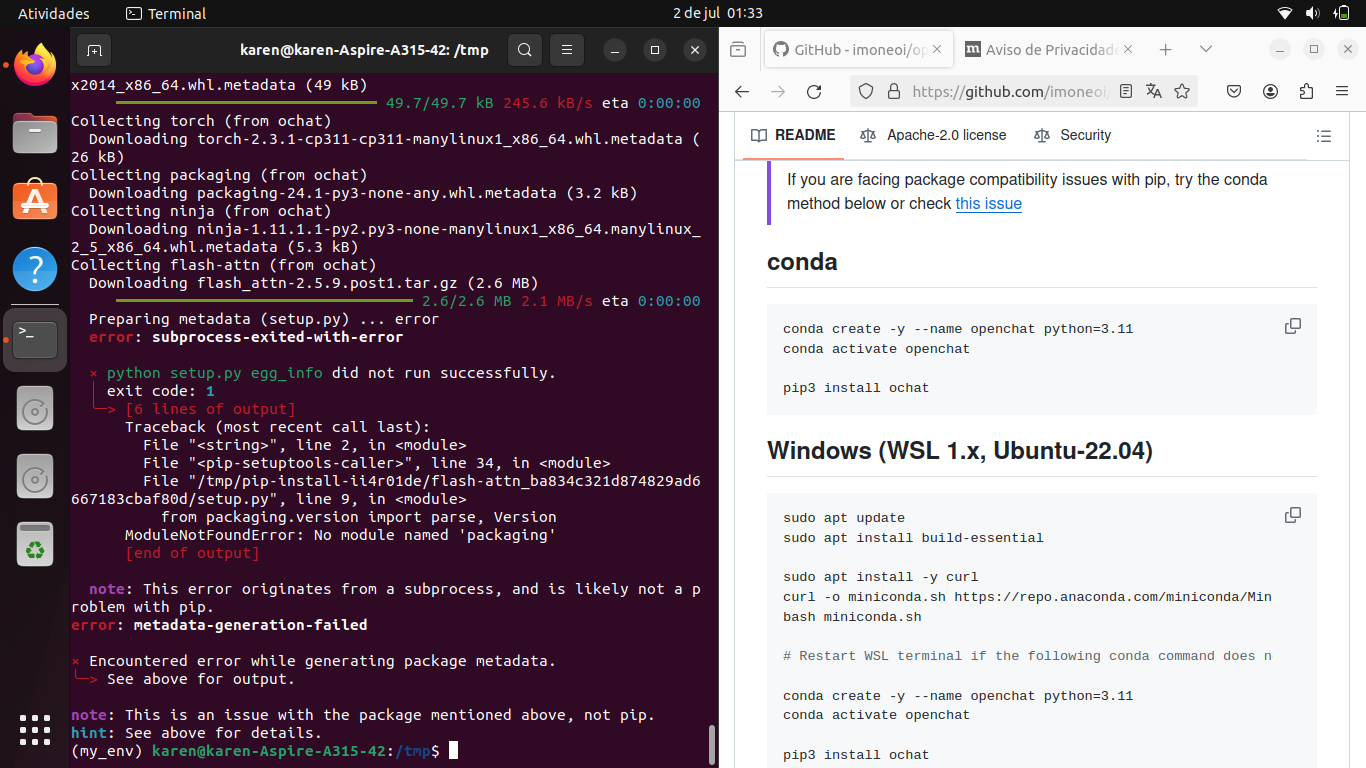 Atividades
Terminal
2 de jul 01:33
karen@karen-Aspire-A315-42: /tmp
x2014_x86_64.whl.metadata (49 kB)
49.7/49.7 kB 245.6 kB/s eta 0:00:00
Collecting torch (from ochat)
Downloading torch-2.3.1-cp311-cp311-manylinux1_x86_64.whl.metadata (
26 kB)
Collecting packaging (from ochat)
Downloading packaging-24.1-py3-none-any.whl.metadata (3.2 kB)
Collecting ninja (from ochat)
Downloading ninja-1.11.1.1-py2.py3-none-manylinux1_x86_64.manylinux_
2_5_x86_64.whl.metadata (5.3 kB)
Collecting flash-attn (from ochat)
Downloading flash_attn-2.5.9.post1.tar.gz (2.6 MB)
2.6/2.6 MB 2.1 MB/s eta 0:00:00
Preparing metadata (setup.py) ... error
error: subprocess-exited-with-error
× python setup.py egg_info did not run successfully.
│ exit code: 1
╰─> [6 lines of output]
Traceback (most recent call last):
File "<string>", line 2, in <module>
File "<pip-setuptools-caller>", line 34, in <module>
File "/tmp/pip-install-ii4r01de/flash-attn_ba834c321d874829ad6
667183cbaf80d/setup.py", line 9, in <module>
from packaging.version import parse, Version
ModuleNotFoundError: No module named 'packaging'
[end of output]
note: This error originates from a subprocess, and is likely not a p
roblem with pip.
error: metadata-generation-failed
× Encountered error while generating package metadata.
╰─> See above for output.
note: This is an issue with the package mentioned above, not pip.
hint: See above for details.
(my_env) karen@karen-Aspire-A315-42:/tmp$
GitHub - imoneoi/op
Aviso de Privacidade
https://github.com/imoneoi/
README
Apache-2.0 license
Security
If you are facing package compatibility issues with pip, try the conda
method below or check this issue
conda
conda create -y --name openchat python=3.11
conda activate openchat
pip3 install ochat
Windows (WSL 1.x, Ubuntu-22.04)
sudo apt update
sudo apt install build-essential
sudo apt install -y curl
curl -o miniconda.sh https://repo.anaconda.com/miniconda/Min
bash miniconda.sh
# Restart WSL terminal if the following conda command does n
conda create -y --name openchat python=3.11
conda activate openchat
pip3 install ochat